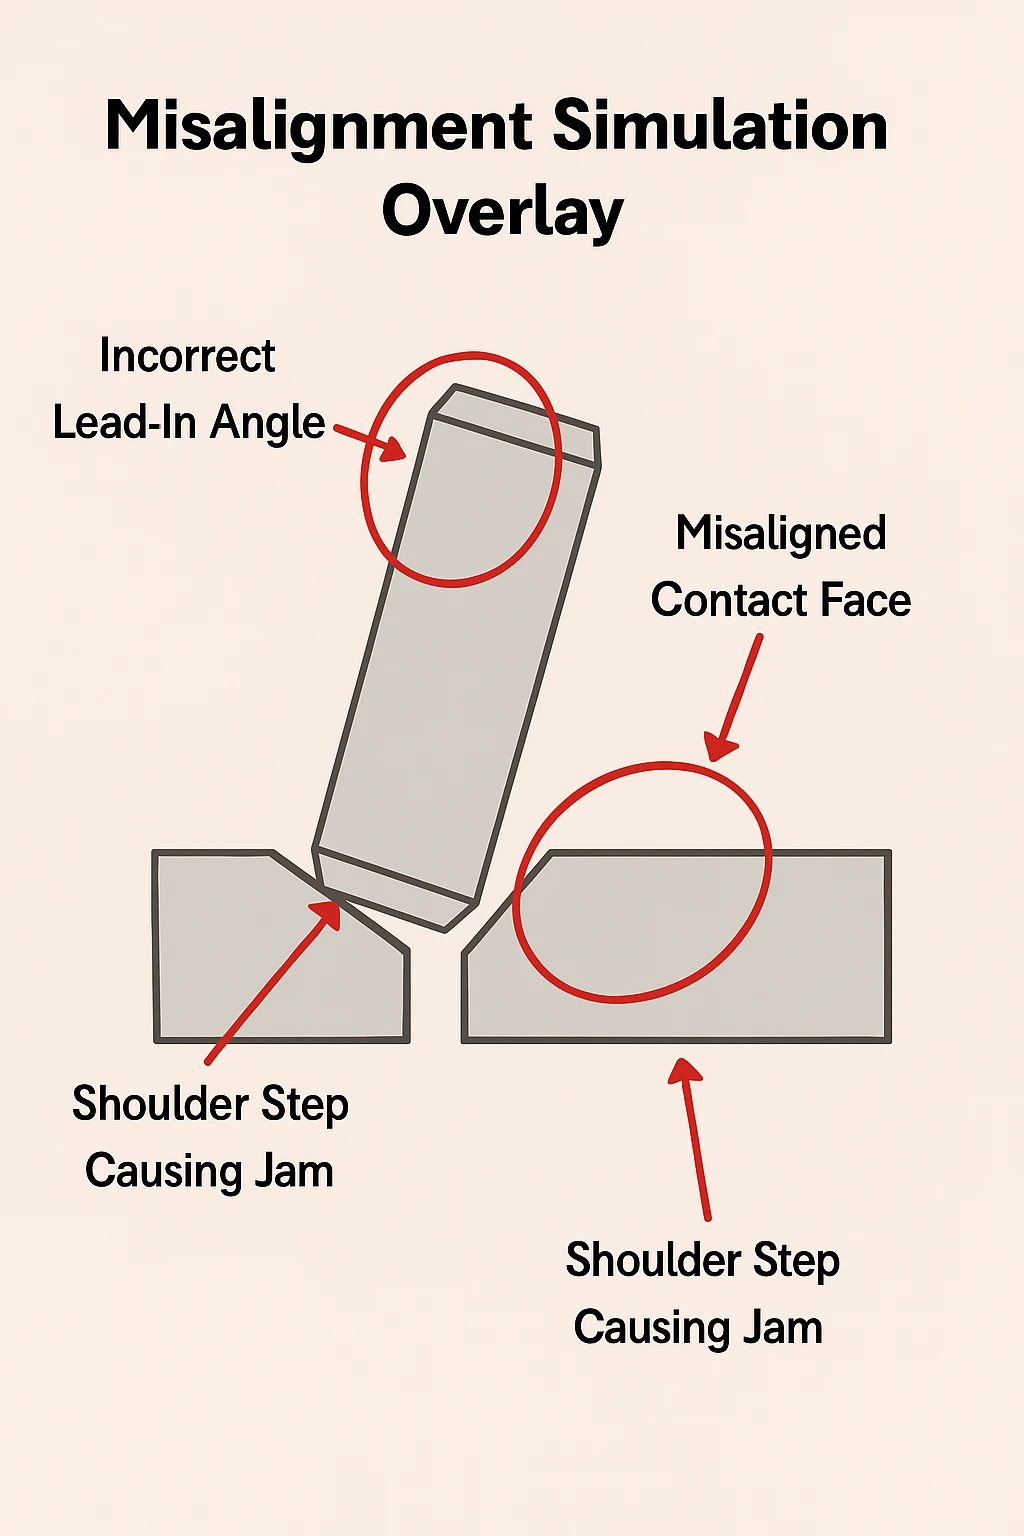 Misalignment Simulation
Overlay
Incorrect
Lead-In Angle
Misaligned
Contact Face
Shoulder Step
Causing Jam
Shoulder Step
Causing Jam